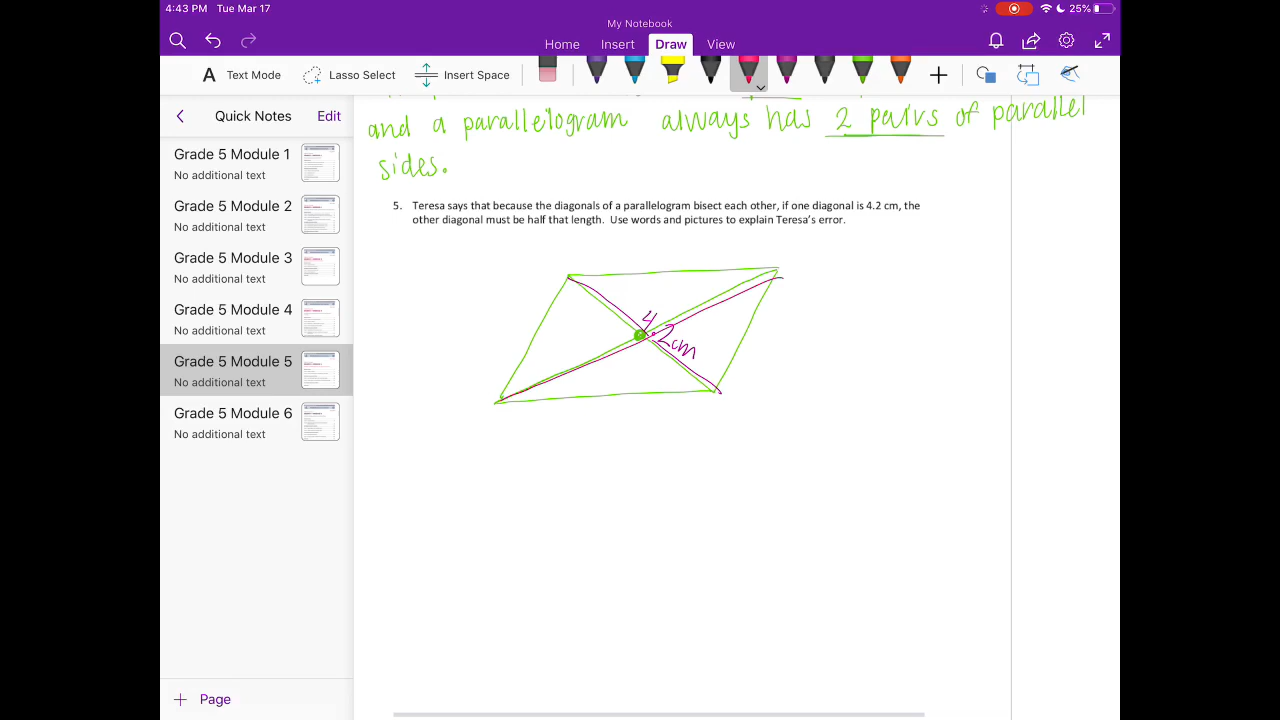 4:43 PM Tue Mar 17
25%
My Notebook
Home Insert Draw View
A Text Mode Lasso Select Insert Space
Quick Notes Edit
Grade 5 Module 1
No additional text
Grade 5 Module 2
No additional text
Grade 5 Module 3
No additional text
Grade 5 Module 4
No additional text
Grade 5 Module 5
No additional text
Grade 5 Module 6
No additional text
Page
and a parallelogram always has 2 pairs of parallel
sides.
5. Teresa says that because the diagonals of a parallelogram bisect each other, if one diagonal is 4.2 cm, the
other diagonal must be half that length. Use words and pictures to explain Teresa's error.
4.2cm